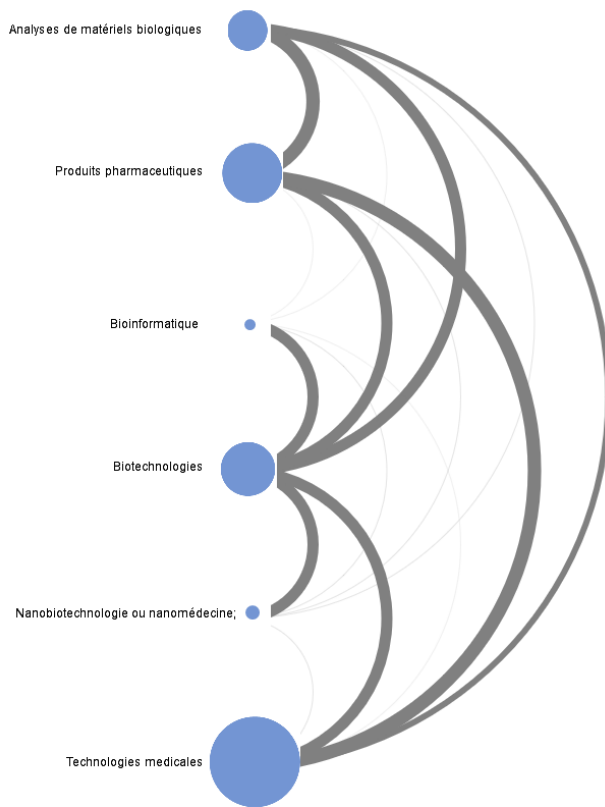 Analyses de matériels biologiques
Produits pharmaceutiques
Bioinformatique
Biotechnologies
Nanobiotechnologie ou nanomédecine;
Technologies medicales